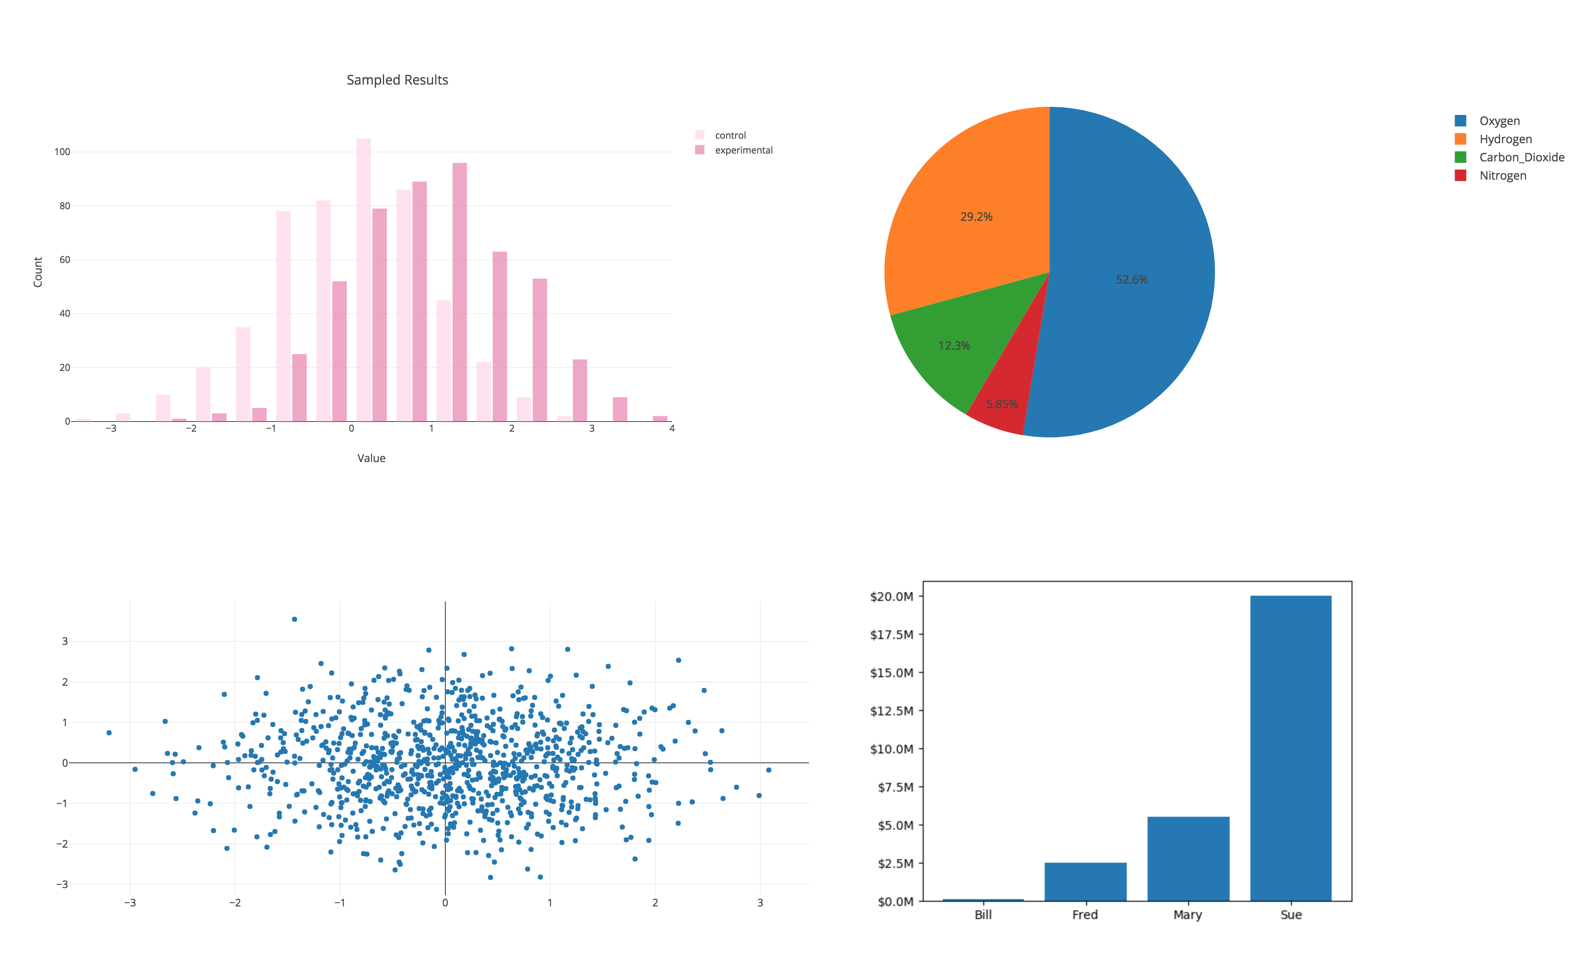 Sampled Results
control
experimental
100
80
60
40
20
0
Count
−3 −2 −1 0 1 2 3 4
Value
Oxygen
Hydrogen
Carbon_Dioxide
Nitrogen
29.2%
52.6%
12.3%
5.85%
3
2
1
0
−1
−2
−3
−3 −2 −1 0 1 2 3
$20.0M
$17.5M
$15.0M
$12.5M
$10.0M
$7.5M
$5.0M
$2.5M
$0.0M
Bill Fred Mary Sue